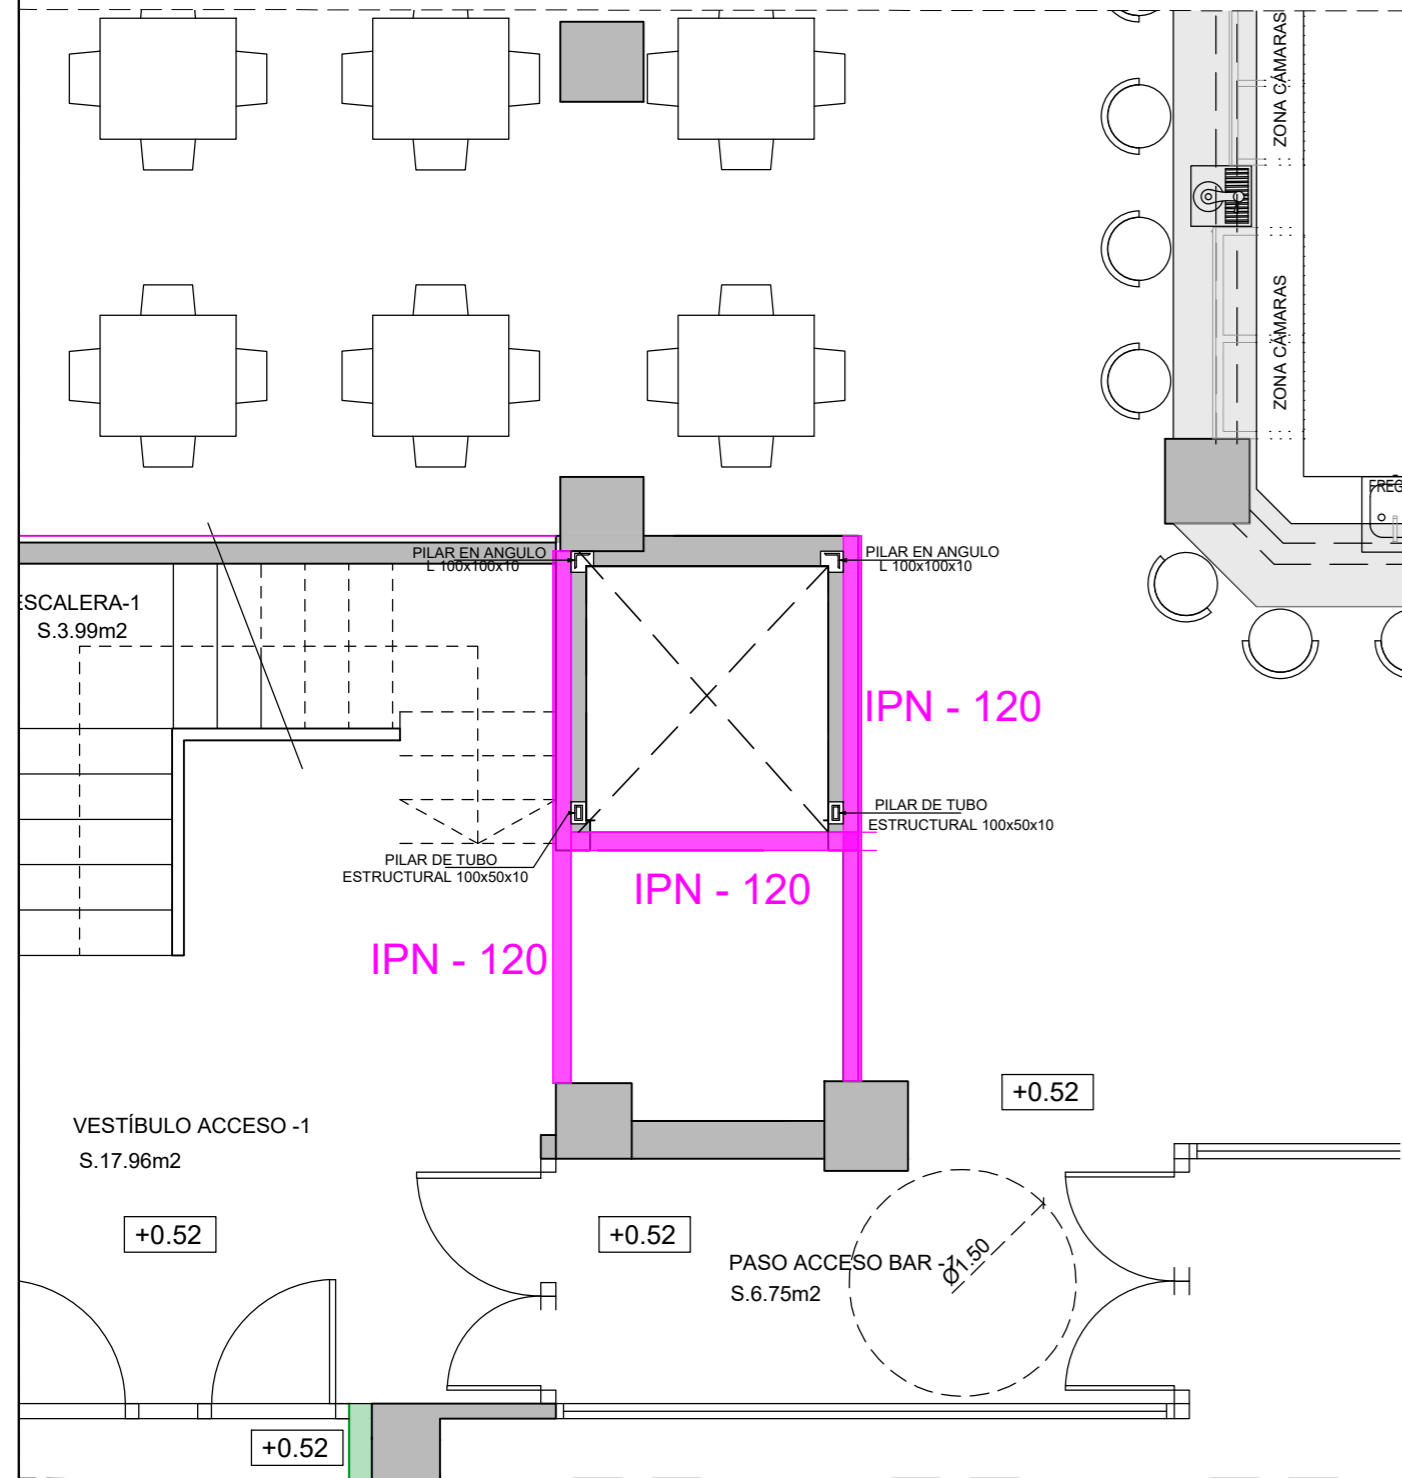 ZONA CÁMARAS
ZONA CÁMARAS
FREG
PILAR EN ANGULO
L 100x100x10
PILAR EN ANGULO
L 100x100x10
ESCALERA-1
S.3.99m2
IPN - 120
PILAR DE TUBO
ESTRUCTURAL 100x50x10
PILAR DE TUBO
ESTRUCTURAL 100x50x10
IPN - 120
IPN - 120
+0.52
VESTÍBULO ACCESO -1
S.17.96m2
+0.52
+0.52
PASO ACCESO BAR -1
S.6.75m2
Ø1.50
+0.52